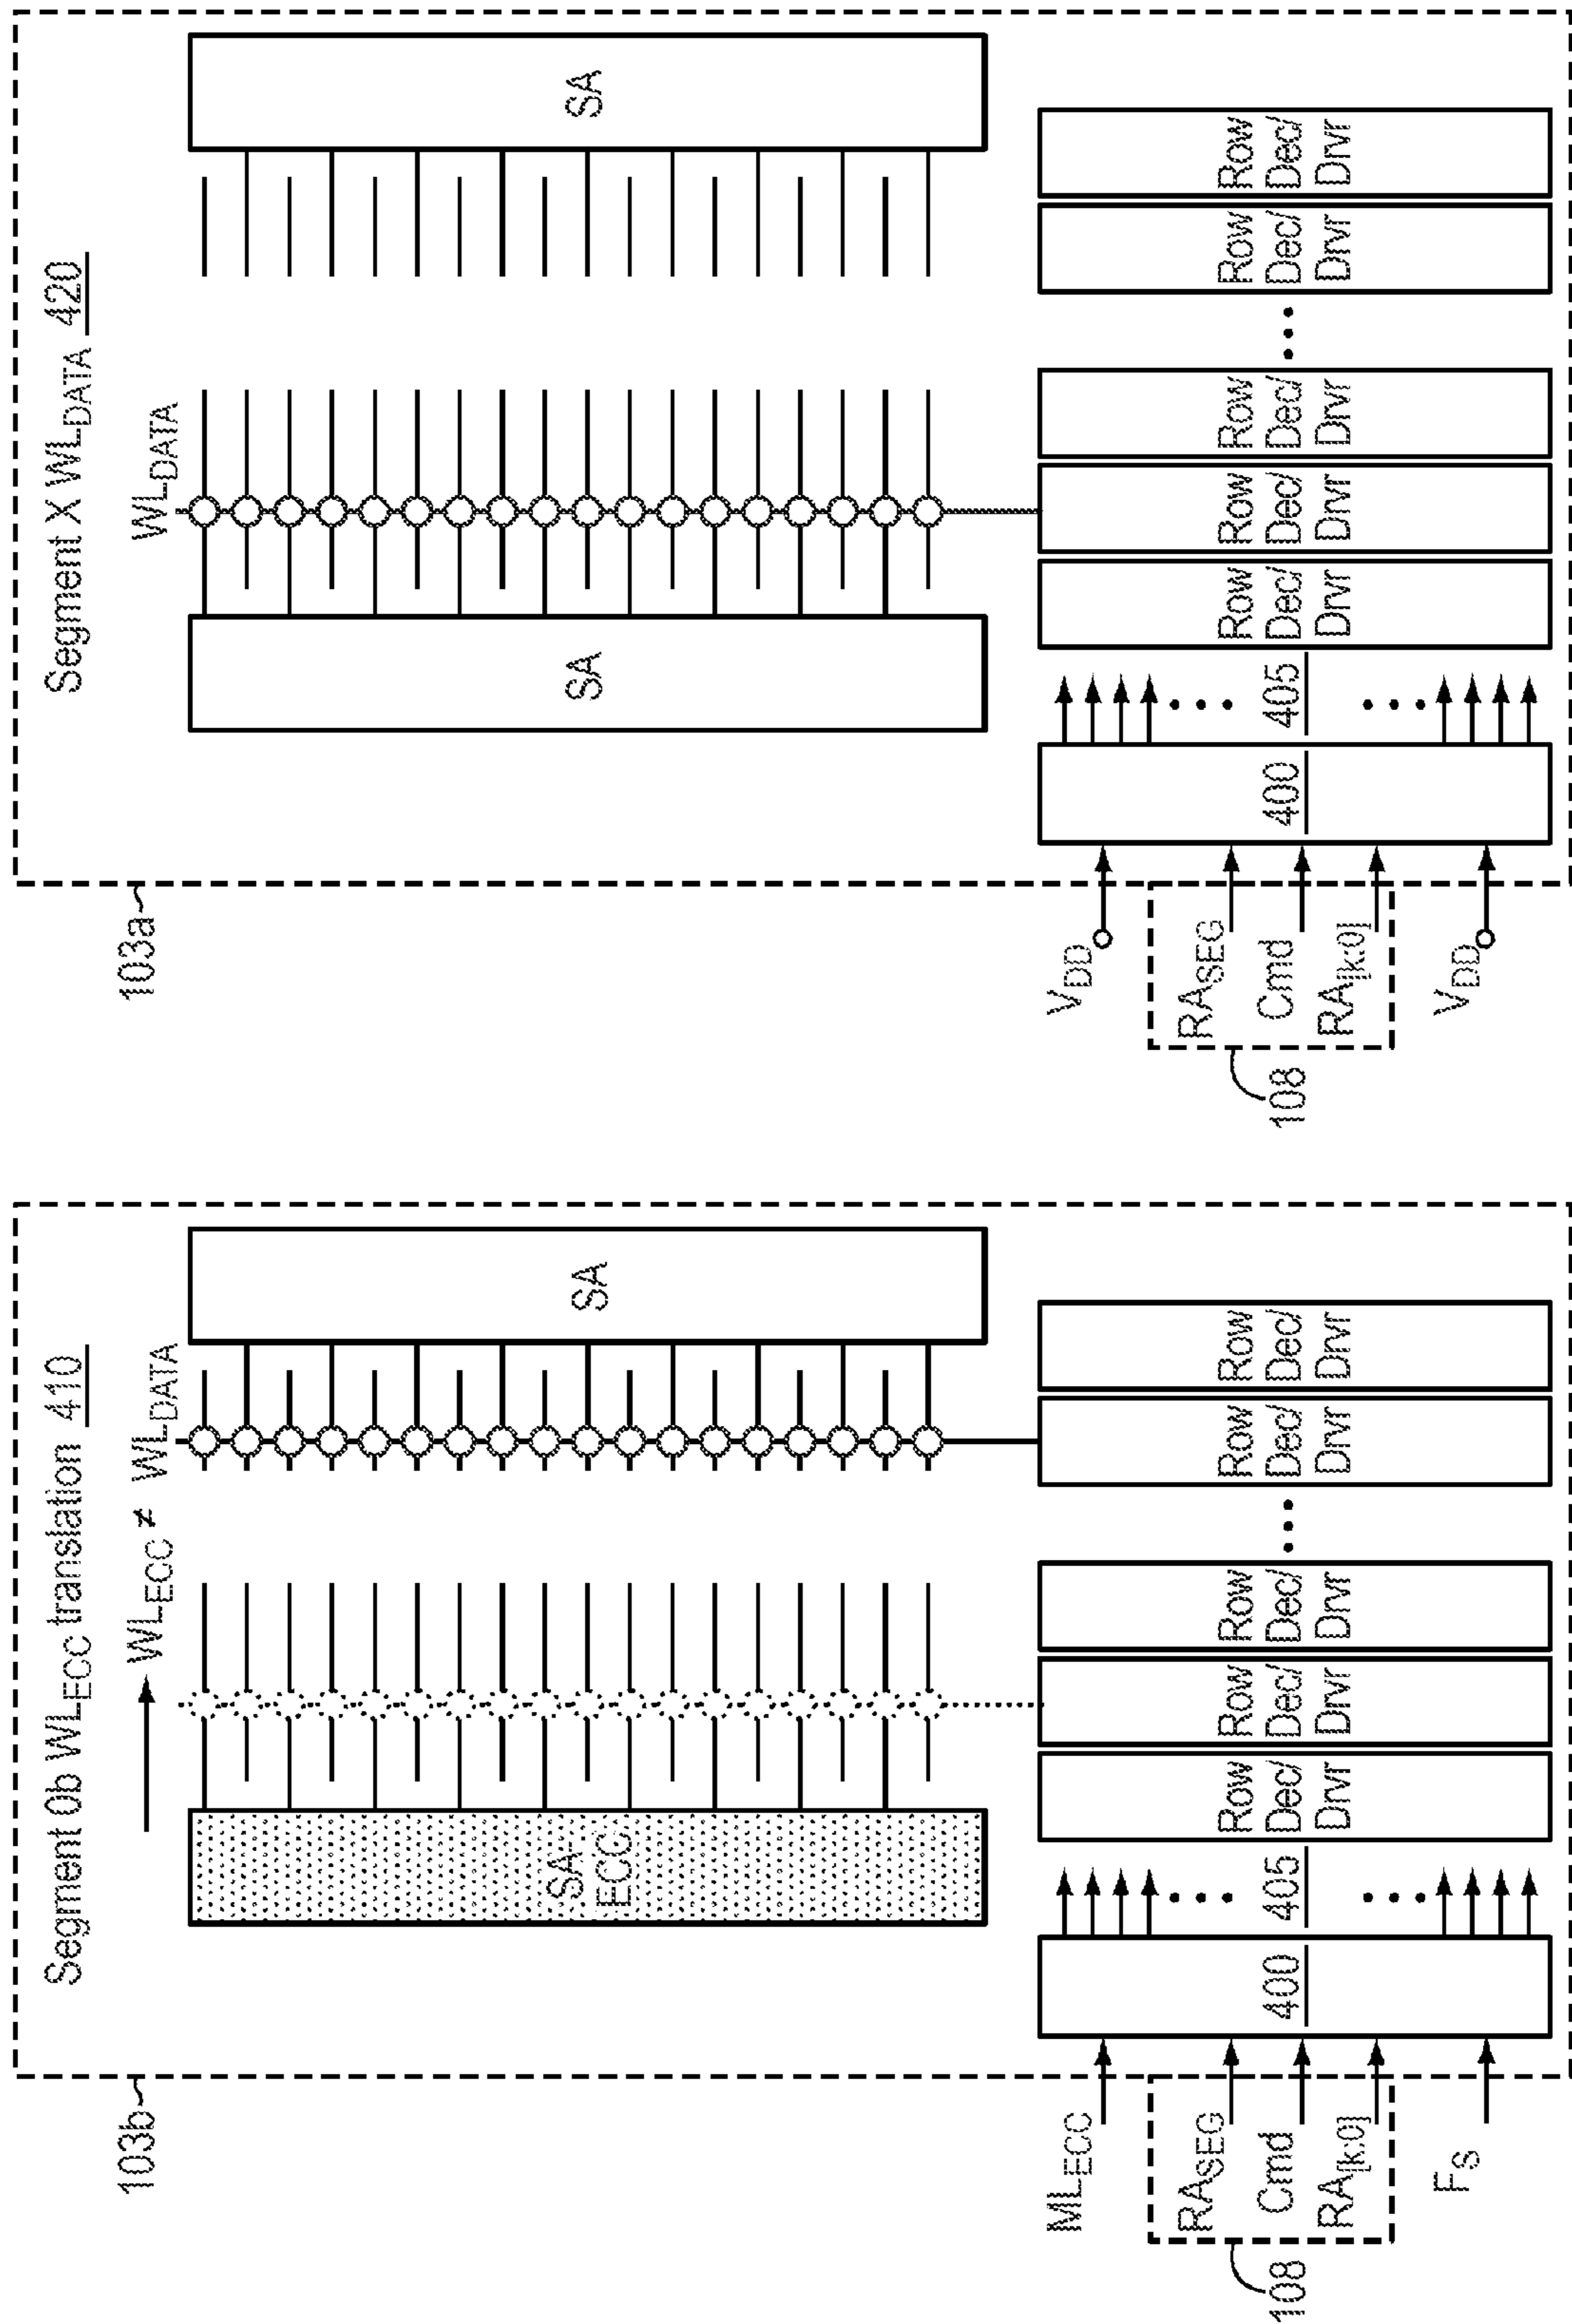 Segment 0b WL_ECC translation 410
WL_ECC ≠ WL_DATA
103b
SA-
ECC
SA
ML_ECC
RA_SEG
Cmd
RA_[k:0]
F_S
108
400
405
Row
Dec/
Drvr
Row
Dec/
Drvr
Row
Dec/
Drvr
• • •
Row
Dec/
Drvr
Row
Dec/
Drvr
Segment X WL_DATA 420
WL_DATA
103a
SA
SA
V_DD
RA_SEG
Cmd
RA_[k:0]
V_DD
108
400
405
Row
Dec/
Drvr
Row
Dec/
Drvr
Row
Dec/
Drvr
• • •
Row
Dec/
Drvr
Row
Dec/
Drvr